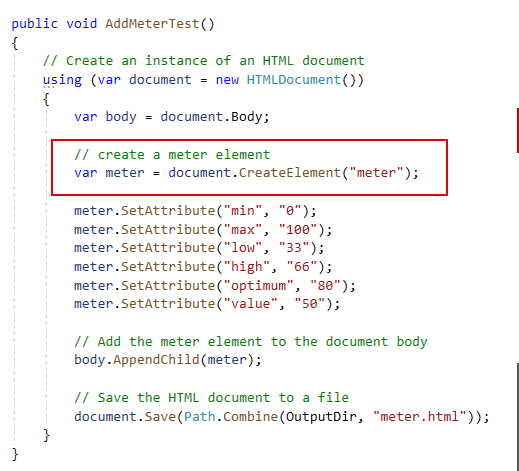 public void AddMeterTest()
{
// Create an instance of an HTML document
using (var document = new HTMLDocument())
{
var body = document.Body;
// create a meter element
var meter = document.CreateElement("meter");
meter.SetAttribute("min", "0");
meter.SetAttribute("max", "100");
meter.SetAttribute("low", "33");
meter.SetAttribute("high", "66");
meter.SetAttribute("optimum", "80");
meter.SetAttribute("value", "50");
// Add the meter element to the document body
body.AppendChild(meter);
// Save the HTML document to a file
document.Save(Path.Combine(OutputDir, "meter.html"));
}
}